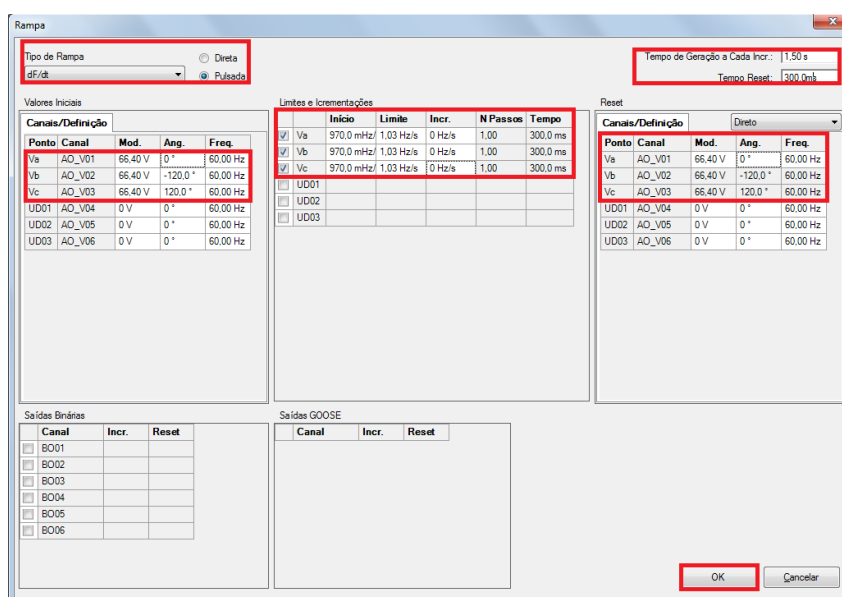 Rampa
Tipo de Rampa
Direta
dF/dt
Pulsada
Tempo de Geração a Cada Incr.: 1,50 s
Tempo Reset: 300,0ms
Valores Iniciais
Canais/Definição
Ponto Canal Mod. Ang. Freq.
Va AO_V01 66,40 V 0 ° 60,00 Hz
Vb AO_V02 66,40 V -120,0 ° 60,00 Hz
Vc AO_V03 66,40 V 120,0 ° 60,00 Hz
UD01 AO_V04 0 V 0 ° 60,00 Hz
UD02 AO_V05 0 V 0 ° 60,00 Hz
UD03 AO_V06 0 V 0 ° 60,00 Hz
Limites e Icrementações
Início Limite Incr. N Passos Tempo
Va 970,0 mHz/ 1,03 Hz/s 0 Hz/s 1,00 300,0 ms
Vb 970,0 mHz/ 1,03 Hz/s 0 Hz/s 1,00 300,0 ms
Vc 970,0 mHz/ 1,03 Hz/s 0 Hz/s 1,00 300,0 ms
UD01
UD02
UD03
Reset
Canais/Definição Direto
Ponto Canal Mod. Ang. Freq.
Va AO_V01 66,40 V 0 ° 60,00 Hz
Vb AO_V02 66,40 V -120,0 ° 60,00 Hz
Vc AO_V03 66,40 V 120,0 ° 60,00 Hz
UD01 AO_V04 0 V 0 ° 60,00 Hz
UD02 AO_V05 0 V 0 ° 60,00 Hz
UD03 AO_V06 0 V 0 ° 60,00 Hz
Saídas Binárias
Canal Incr. Reset
BO01
BO02
BO03
BO04
BO05
BO06
Saídas GOOSE
Canal Incr. Reset
OK
Cancelar